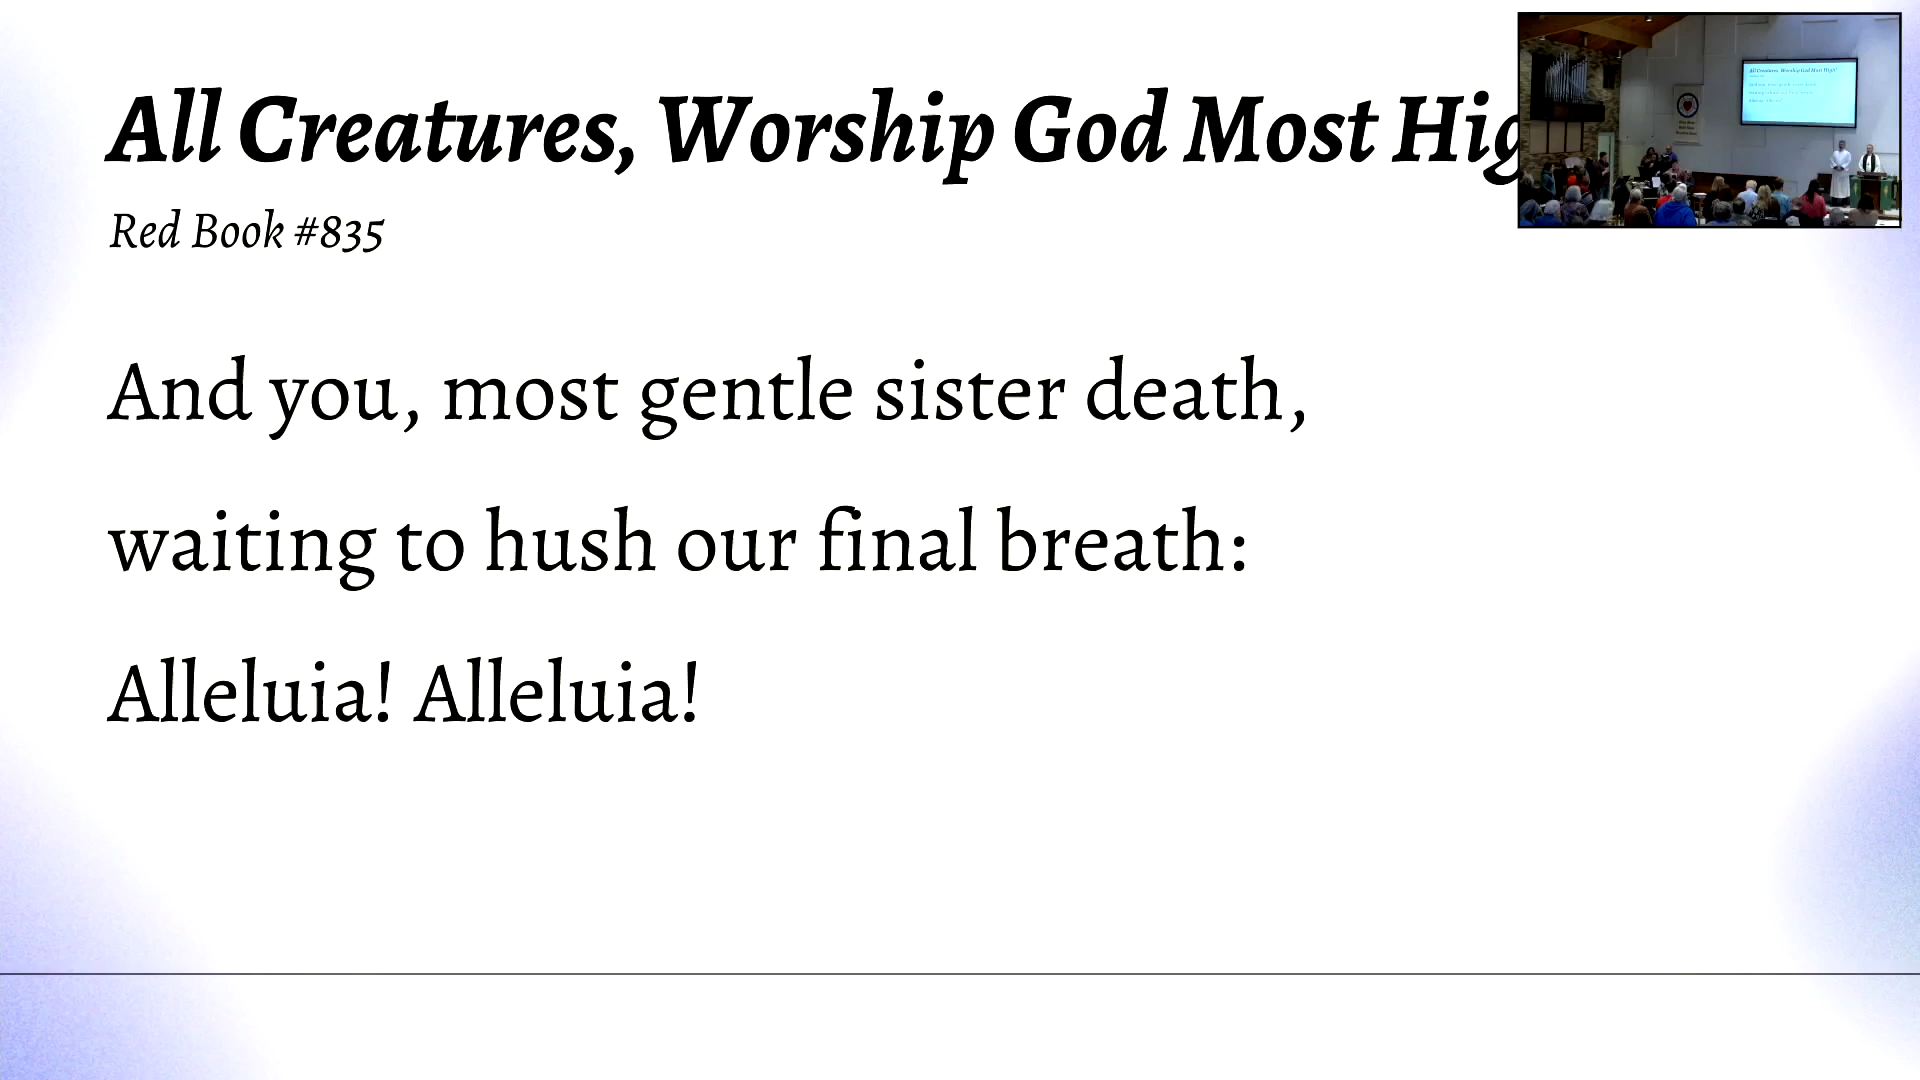 All Creatures, Worship God Most Hig
Red Book #835
And you, most gentle sister death,
waiting to hush our final breath:
Alleluia! Alleluia!